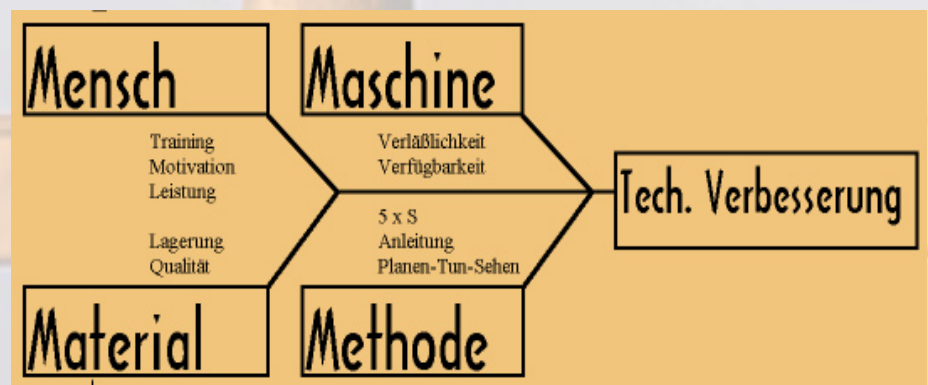 Mensch
Maschine
Training
Motivation
Leistung
Verläßlichkeit
Verfügbarkeit
Tech. Verbesserung
Lagerung
Qualität
5 x S
Anleitung
Planen-Tun-Sehen
Material
Methode